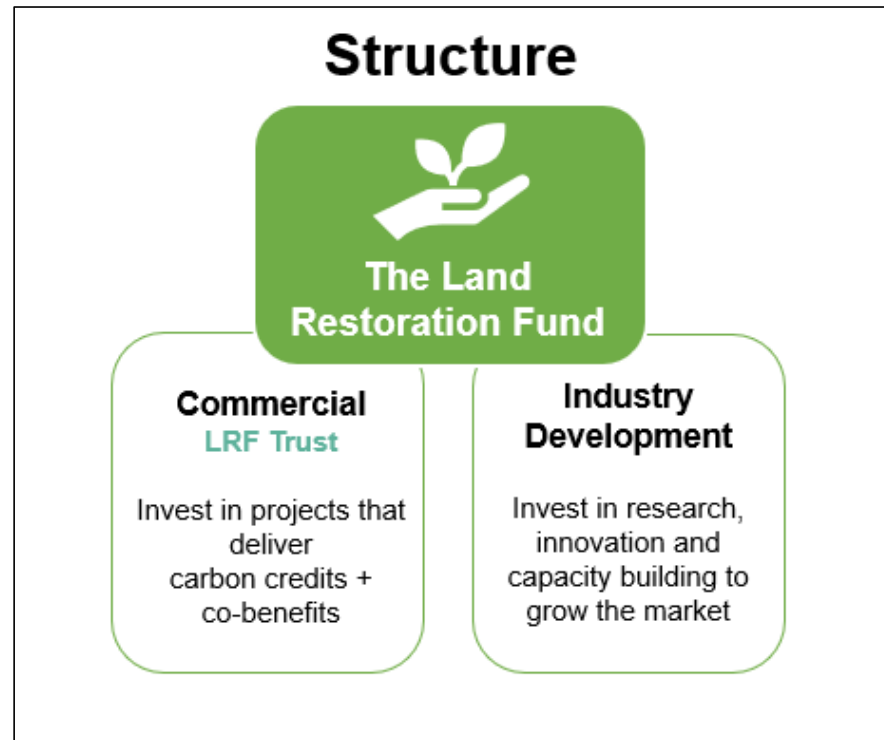 Structure
The Land
Restoration Fund
Commercial
LRF Trust
Invest in projects that
deliver
carbon credits +
co-benefits
Industry
Development
Invest in research,
innovation and
capacity building to
grow the market